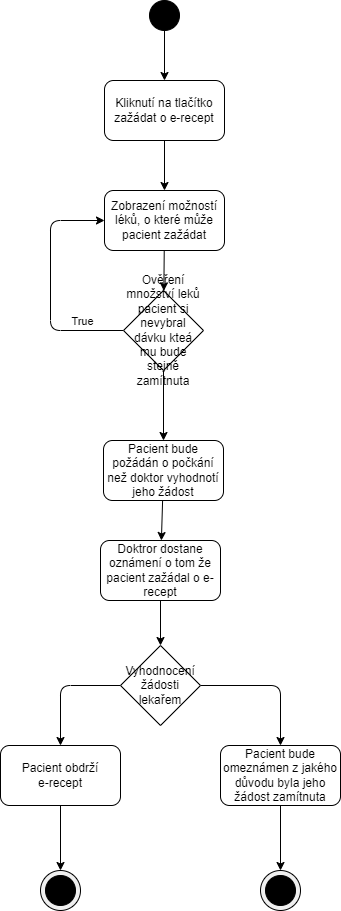 Kliknutí na tlačítko
zažádat o e-recept
Zobrazení možností
léků, o které může
pacient zažádat
Ověření
množství leků
pacient si
nevybral
dávku kteá
mu bude
stejně
zamítnuta
True
Pacient bude
požádán o počkání
než doktor vyhodnotí
jeho žádost
Doktror dostane
oznámení o tom že
pacient zažádal o e-
recept
Vyhodnocení
žádosti
lekařem
Pacient obdrží
e-recept
Pacient bude
omeznámen z jakého
důvodu byla jeho
žádost zamítnuta